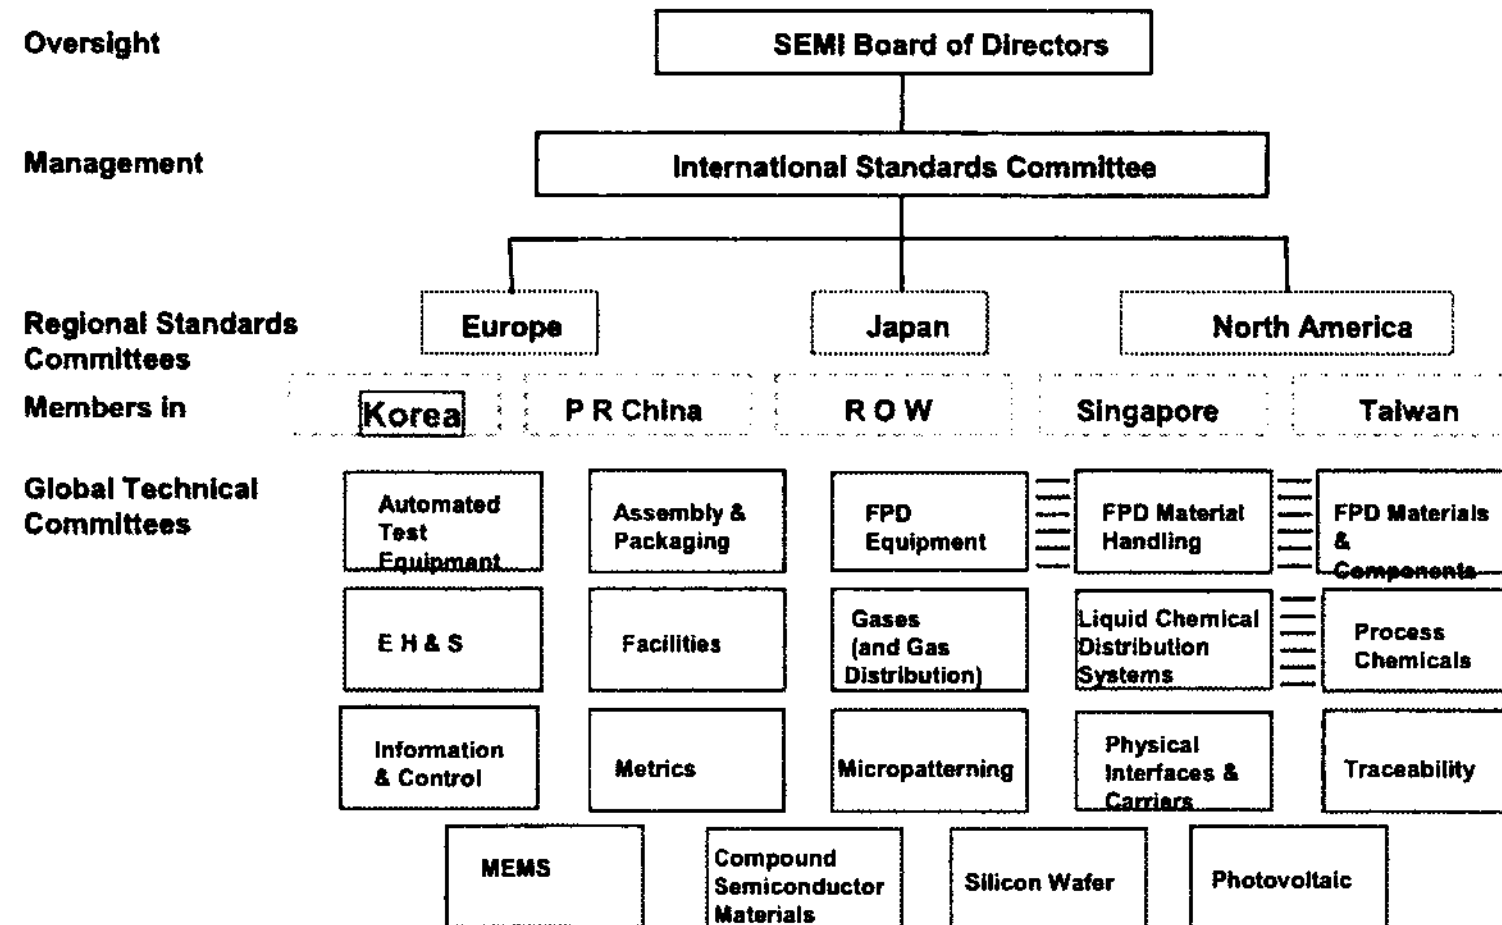 Oversight
SEMI Board of Directors
Management
International Standards Committee
Regional Standards
Committees
Europe
Japan
North America
Members in
Korea
P R China
R O W
Singapore
Taiwan
Global Technical
Committees
Automated
Test
Equipment
Assembly &
Packaging
FPD
Equipment
FPD Material
Handling
FPD Materials
&
Components
E H & S
Facilities
Gases
(and Gas
Distribution)
Liquid Chemical
Distribution
Systems
Process
Chemicals
Information
& Control
Metrics
Micropatterning
Physical
Interfaces &
Carriers
Traceability
MEMS
Compound
Semiconductor
Materials
Silicon Wafer
Photovoltaic